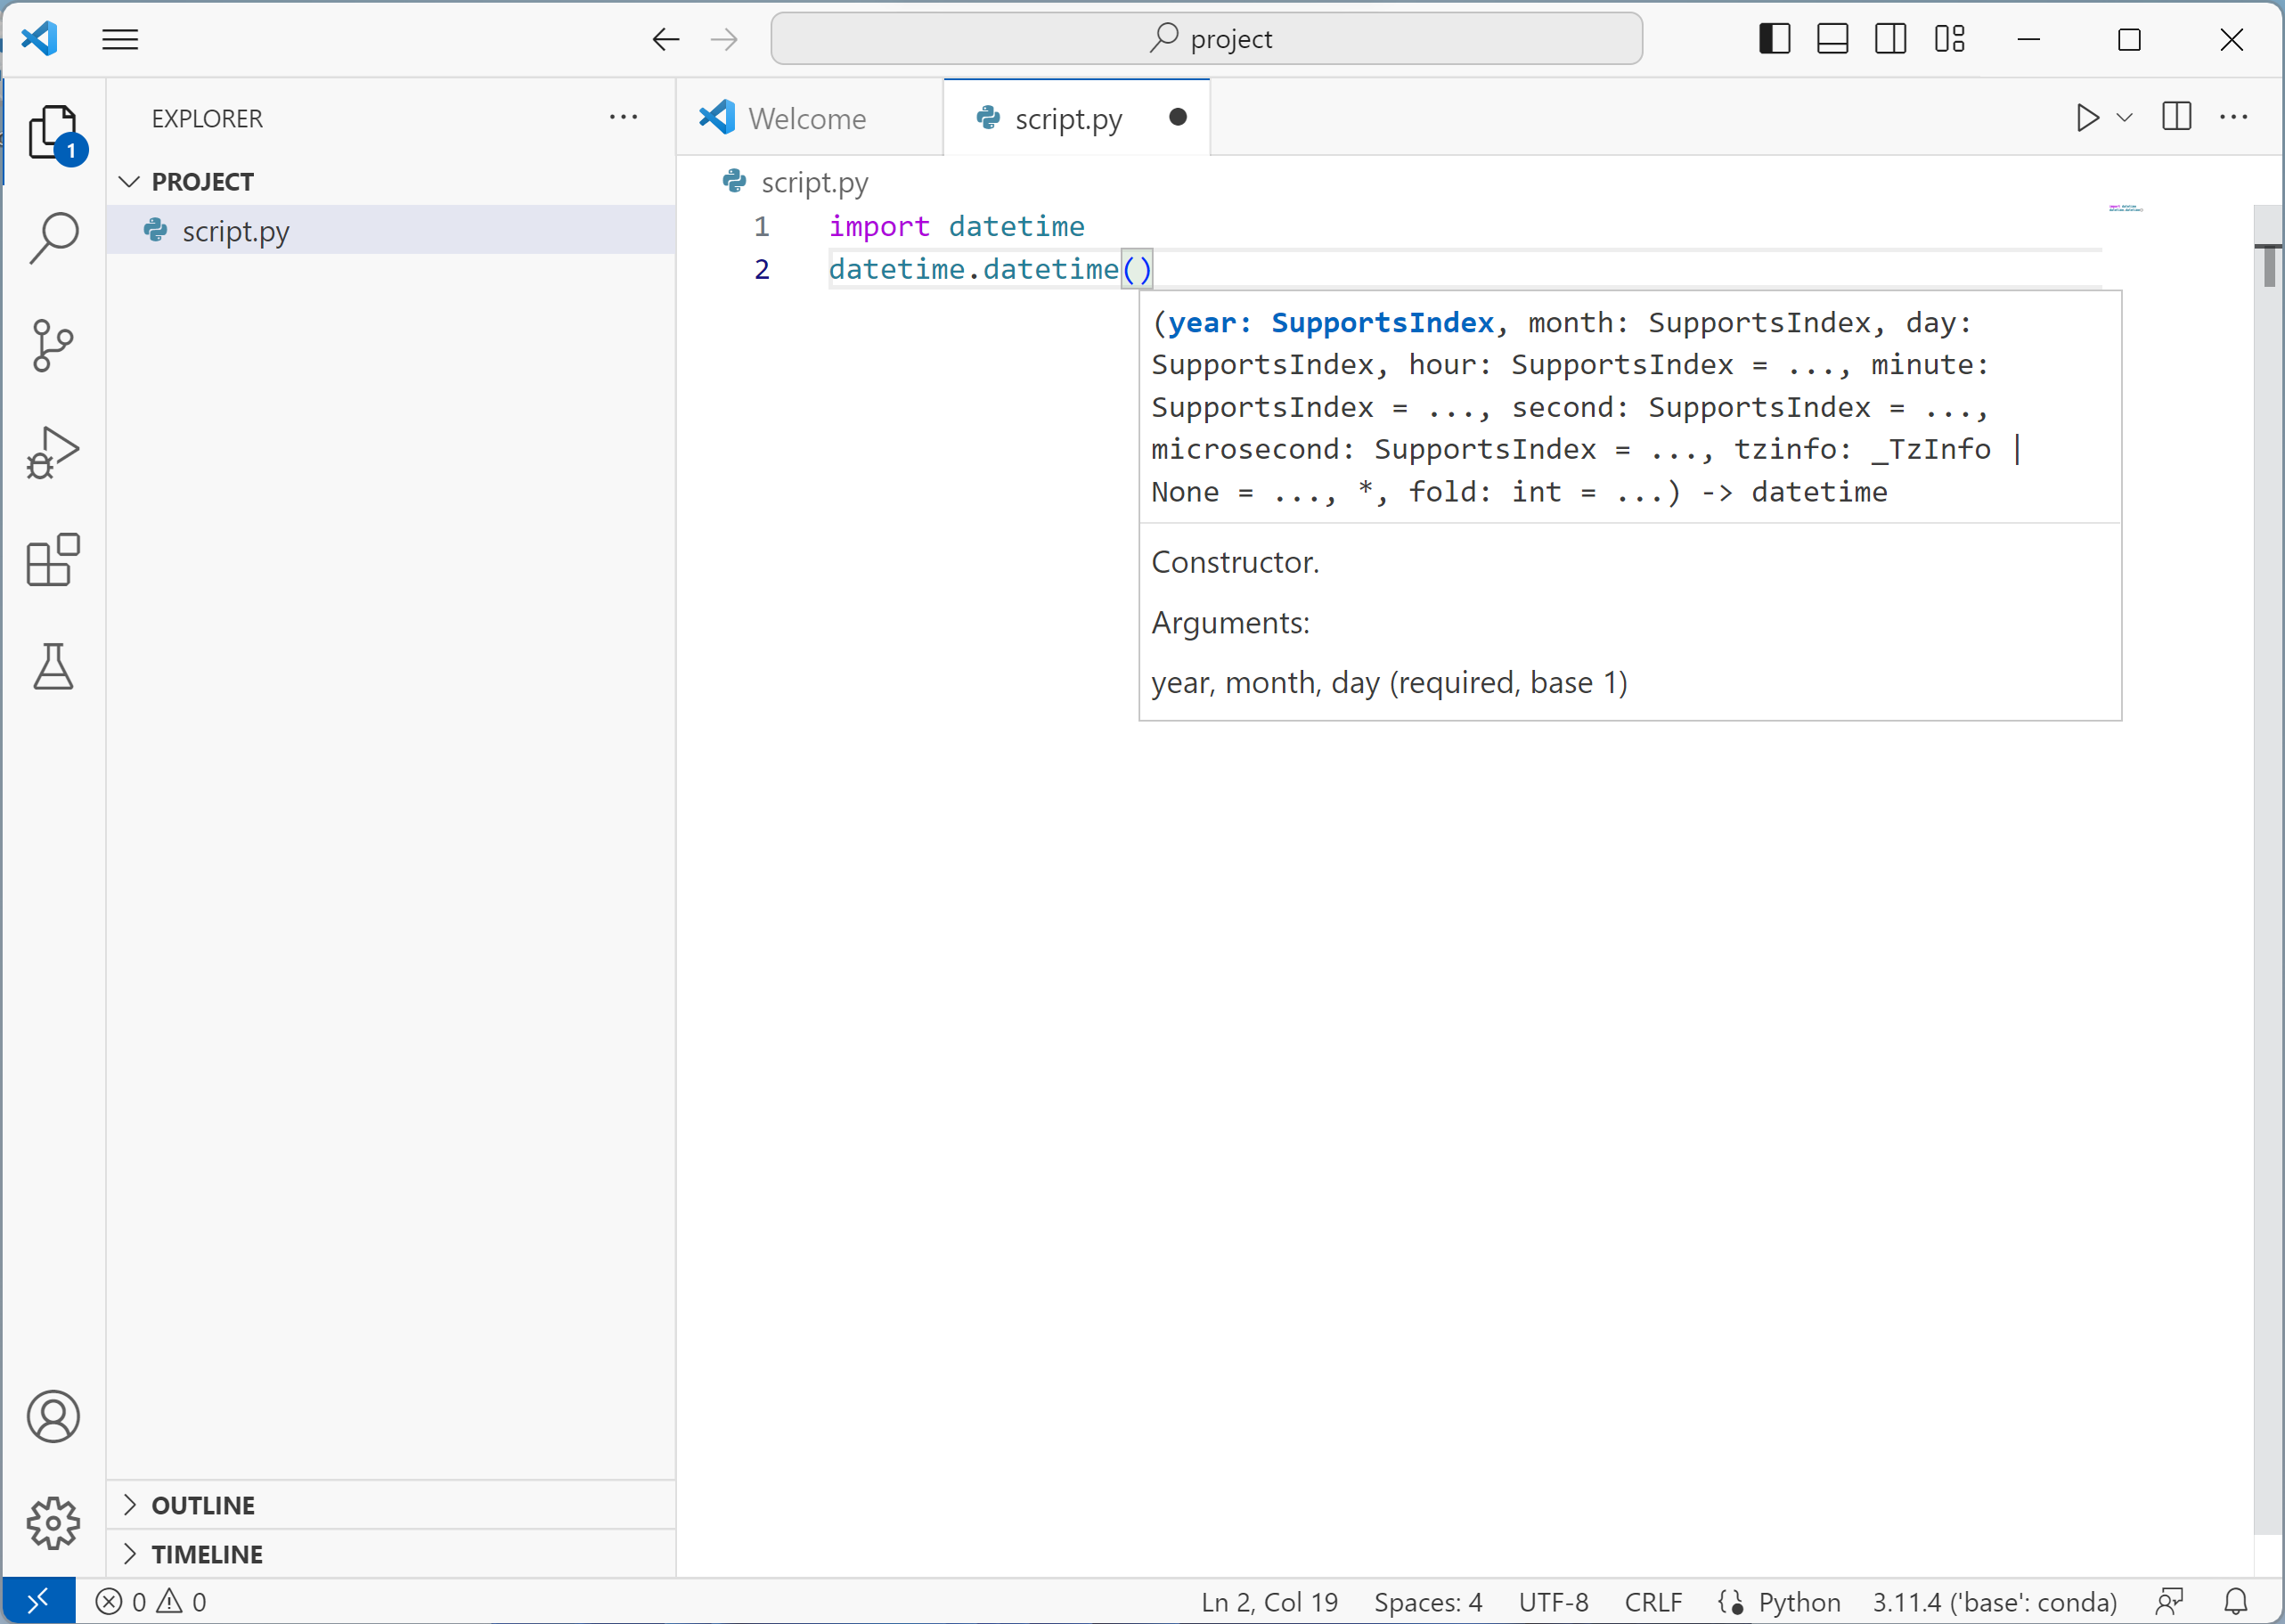 project
EXPLORER
1
PROJECT
script.py
OUTLINE
TIMELINE
Welcome
script.py
script.py
1 import datetime
2 datetime.datetime()
(year: SupportsIndex, month: SupportsIndex, day:
SupportsIndex, hour: SupportsIndex = ..., minute:
SupportsIndex = ..., second: SupportsIndex = ...,
microsecond: SupportsIndex = ..., tzinfo: _TzInfo |
None = ..., *, fold: int = ...) -> datetime
Constructor.
Arguments:
year, month, day (required, base 1)
0 0 Ln 2, Col 19 Spaces: 4 UTF-8 CRLF Python 3.11.4 ('base': conda)